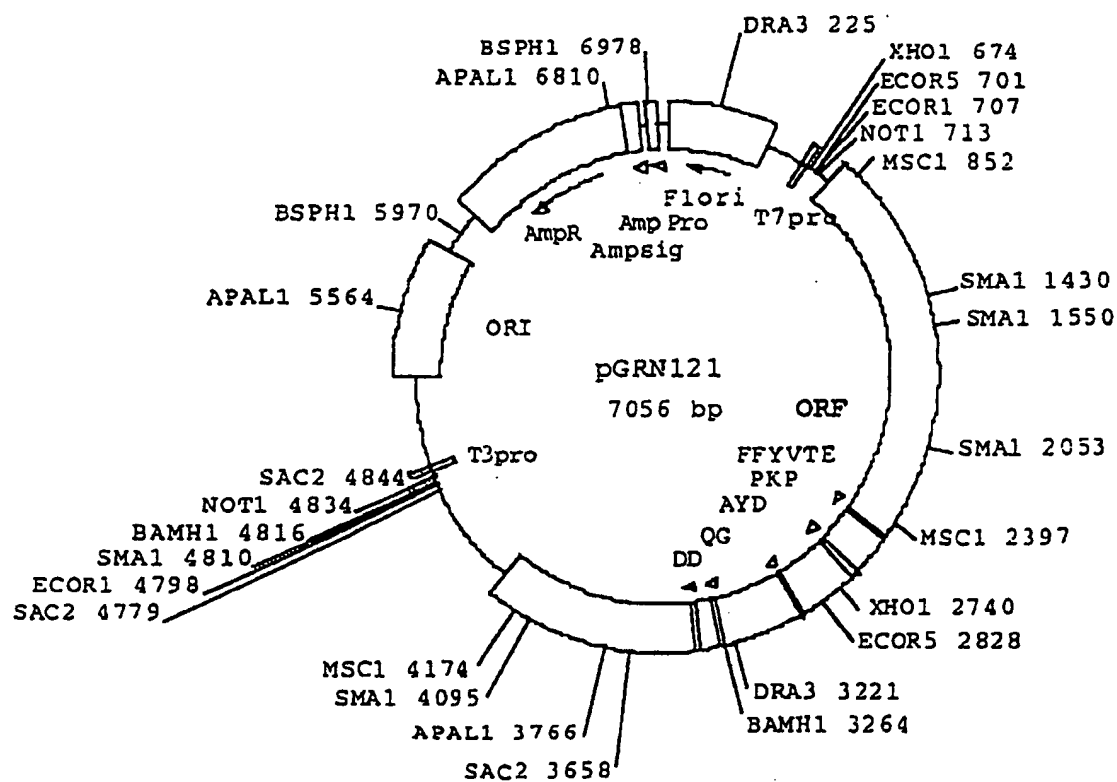 DRA3 225
BSPH1 6978
XHO1 674
APAL1 6810
ECOR5 701
ECOR1 707
NOT1 713
MSC1 852
Flori
T7pro
BSPH1 5970
Amp Pro
AmpR
Ampsig
APAL1 5564
SMA1 1430
ORI
SMA1 1550
pGRN121
7056 bp
ORF
SMA1 2053
T3pro
FFYVTE
SAC2 4844
PKP
NOT1 4834
AYD
BAMH1 4816
QG
MSC1 2397
SMA1 4810
DD
ECOR1 4798
SAC2 4779
XHO1 2740
ECOR5 2828
MSC1 4174
SMA1 4095
DRA3 3221
APAL1 3766
BAMH1 3264
SAC2 3658